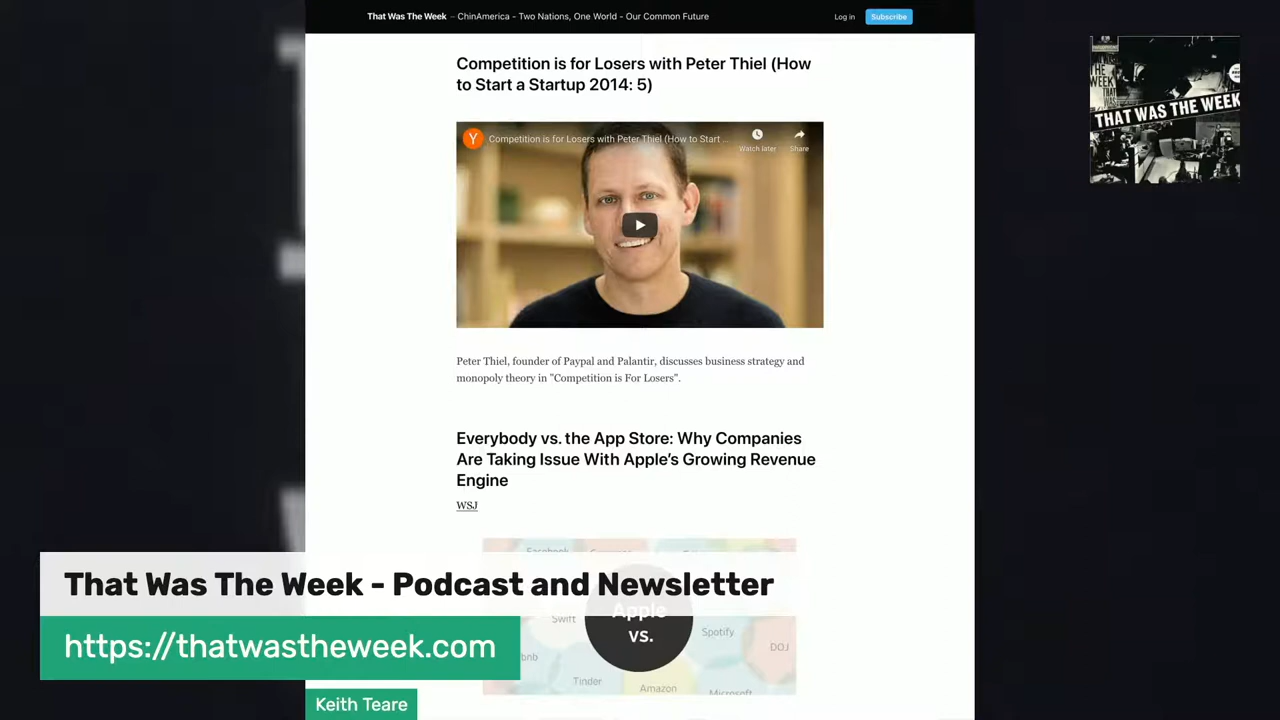 That Was The Week – ChinAmerica - Two Nations, One World - Our Common Future
Log in
Subscribe
Competition is for Losers with Peter Thiel (How
to Start a Startup 2014: 5)
Y
Competition is for Losers with Peter Thiel (How to Start ...
Watch later
Share
THAT WAS THE WEEK
Peter Thiel, founder of Paypal and Palantir, discusses business strategy and
monopoly theory in "Competition is For Losers".
Everybody vs. the App Store: Why Companies
Are Taking Issue With Apple's Growing Revenue
Engine
WSJ
Facebook
That Was The Week - Podcast and Newsletter
Apple
vs.
Swift
Spotify
DOJ
https://thatwastheweek.com
Tinder
Amazon
Microsoft
Keith Teare